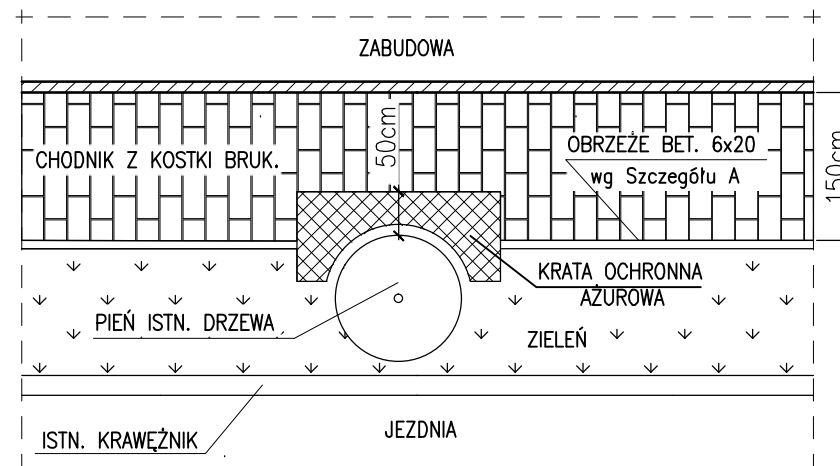 ZABUDOWA
50cm
CHODNIK Z KOSTKI BRUK.
OBRZEŻE BET. 6x20
wg Szczegółu A
150cm
KRATA OCHRONNA
AŻUROWA
PIEŃ ISTN. DRZEWA
ZIELEŃ
ISTN. KRAWĘŻNIK
JEZDNIA